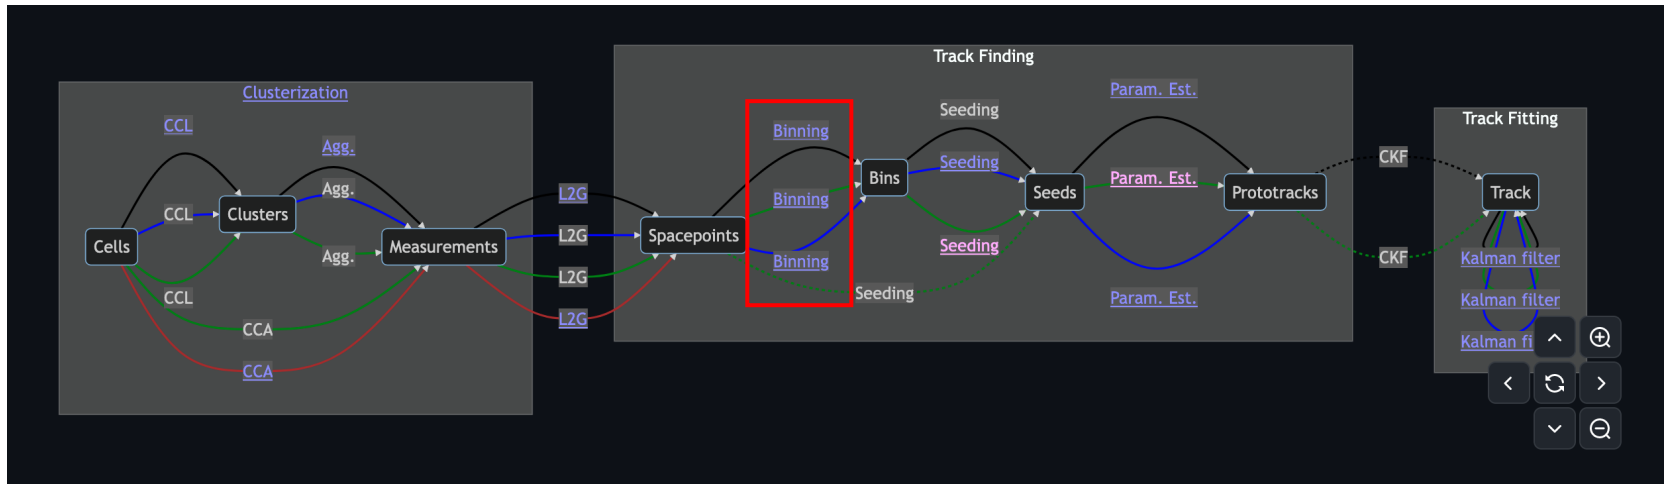 Clusterization
CCL
Agg.
Agg.
CCL
Clusters
Cells
Measurements
Agg.
CCL
CCA
CCA
L2G
L2G
L2G
L2G
Track Finding
Spacepoints
Binning
Binning
Binning
Bins
Seeding
Seeding
Seeding
Seeding
Seeds
Param. Est.
Param. Est.
Param. Est.
Prototracks
CKF
CKF
Track Fitting
Track
Kalman filter
Kalman filter
Kalman fi